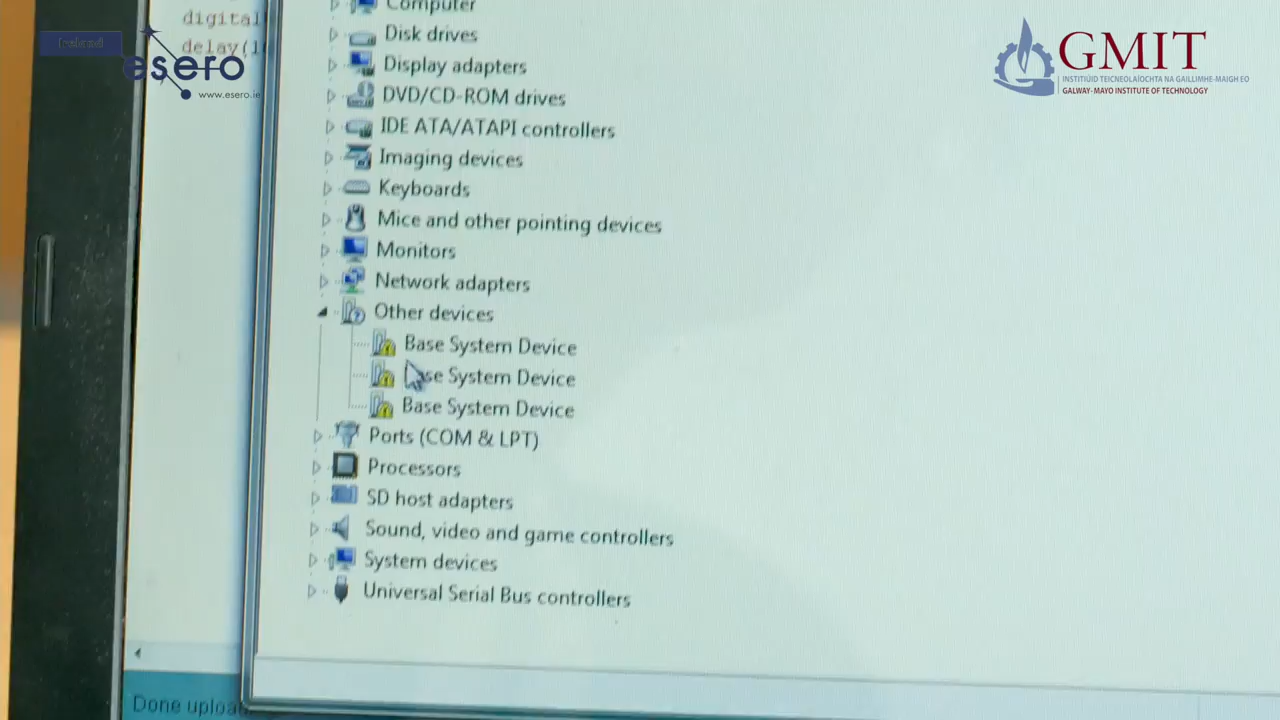 digital
delay(1
Ireland
esero
www.esero.ie
GMIT
INSTITIÚID TEICNEOLAÍOCHTA NA GAILLIMHE-MAIGH EO
GALWAY-MAYO INSTITUTE OF TECHNOLOGY
Computer
Disk drives
Display adapters
DVD/CD-ROM drives
IDE ATA/ATAPI controllers
Imaging devices
Keyboards
Mice and other pointing devices
Monitors
Network adapters
Other devices
Base System Device
se System Device
Base System Device
Ports (COM & LPT)
Processors
SD host adapters
Sound, video and game controllers
System devices
Universal Serial Bus controllers
Done uploa